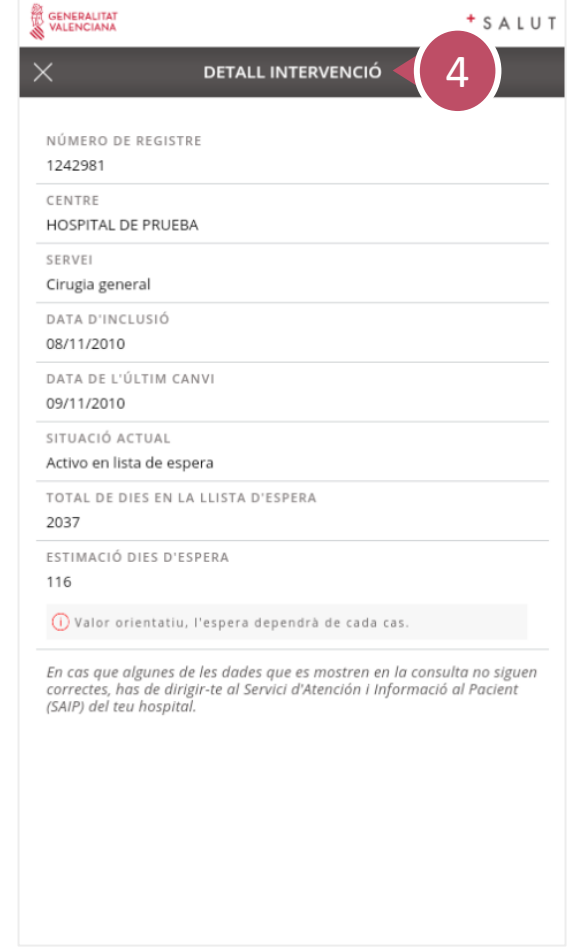 GENERALITAT
VALENCIANA
+ SALUT
DETALL INTERVENCIÓ
4
NÚMERO DE REGISTRE
1242981
CENTRE
HOSPITAL DE PRUEBA
SERVEI
Cirugia general
DATA D'INCLUSIÓ
08/11/2010
DATA DE L'ÚLTIM CANVI
09/11/2010
SITUACIÓ ACTUAL
Activo en lista de espera
TOTAL DE DIES EN LA LLISTA D'ESPERA
2037
ESTIMACIÓ DIES D'ESPERA
116
Valor orientatiu, l'espera dependrà de cada cas.
En cas que algunes de les dades que es mostren en la consulta no siguen
correctes, has de dirigir-te al Servici d'Atención i Informació al Pacient
(SAIP) del teu hospital.